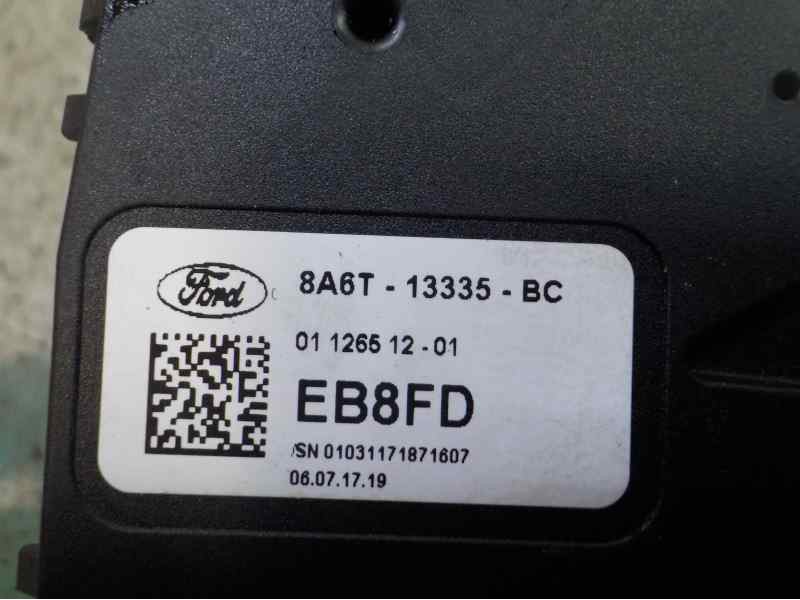 Ford
8A6T - 13335 - BC
01 1265 12 - 01
EB8FD
/SN 01031171871607
06.07.17.19